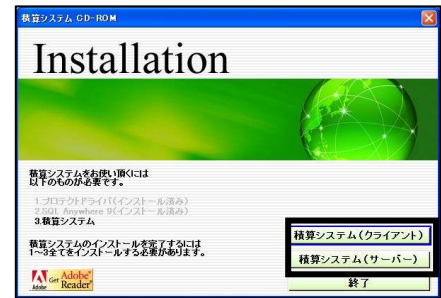 積算システム CD-ROM
Installation
積算システムをお使い頂くには
以下のものが必要です。
1.プロテクトドライバ(インストール済み)
2.SQL Anywhere 9(インストール済み)
3.積算システム
積算システムのインストールを完了するには
1~3全てをインストールする必要があります。
積算システム(クライアント)
積算システム(サーバー)
終了
Adobe
Get Adobe®
Reader®